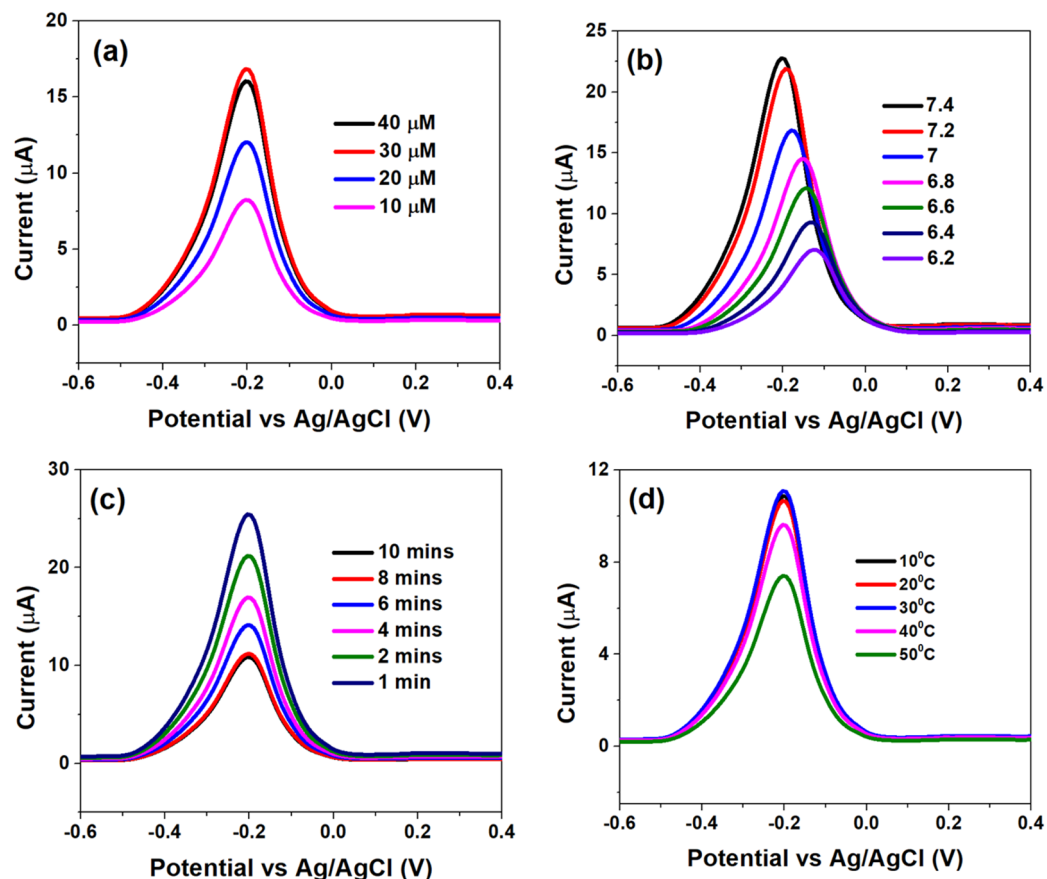 (a)
20
15
10
5
0
Current (μA)
40 μM
30 μM
20 μM
10 μM
-0.6 -0.4 -0.2 0.0 0.2 0.4
Potential vs Ag/AgCl (V)
(b)
25
20
15
10
5
0
Current (μA)
7.4
7.2
7
6.8
6.6
6.4
6.2
-0.6 -0.4 -0.2 0.0 0.2 0.4
Potential vs Ag/AgCl (V)
(c)
30
20
10
0
Current (μA)
10 mins
8 mins
6 mins
4 mins
2 mins
1 min
-0.6 -0.4 -0.2 0.0 0.2 0.4
Potential vs Ag/AgCl (V)
(d)
12
8
4
0
Current (μA)
10⁰C
20⁰C
30⁰C
40⁰C
50⁰C
-0.6 -0.4 -0.2 0.0 0.2 0.4
Potential vs Ag/AgCl (V)